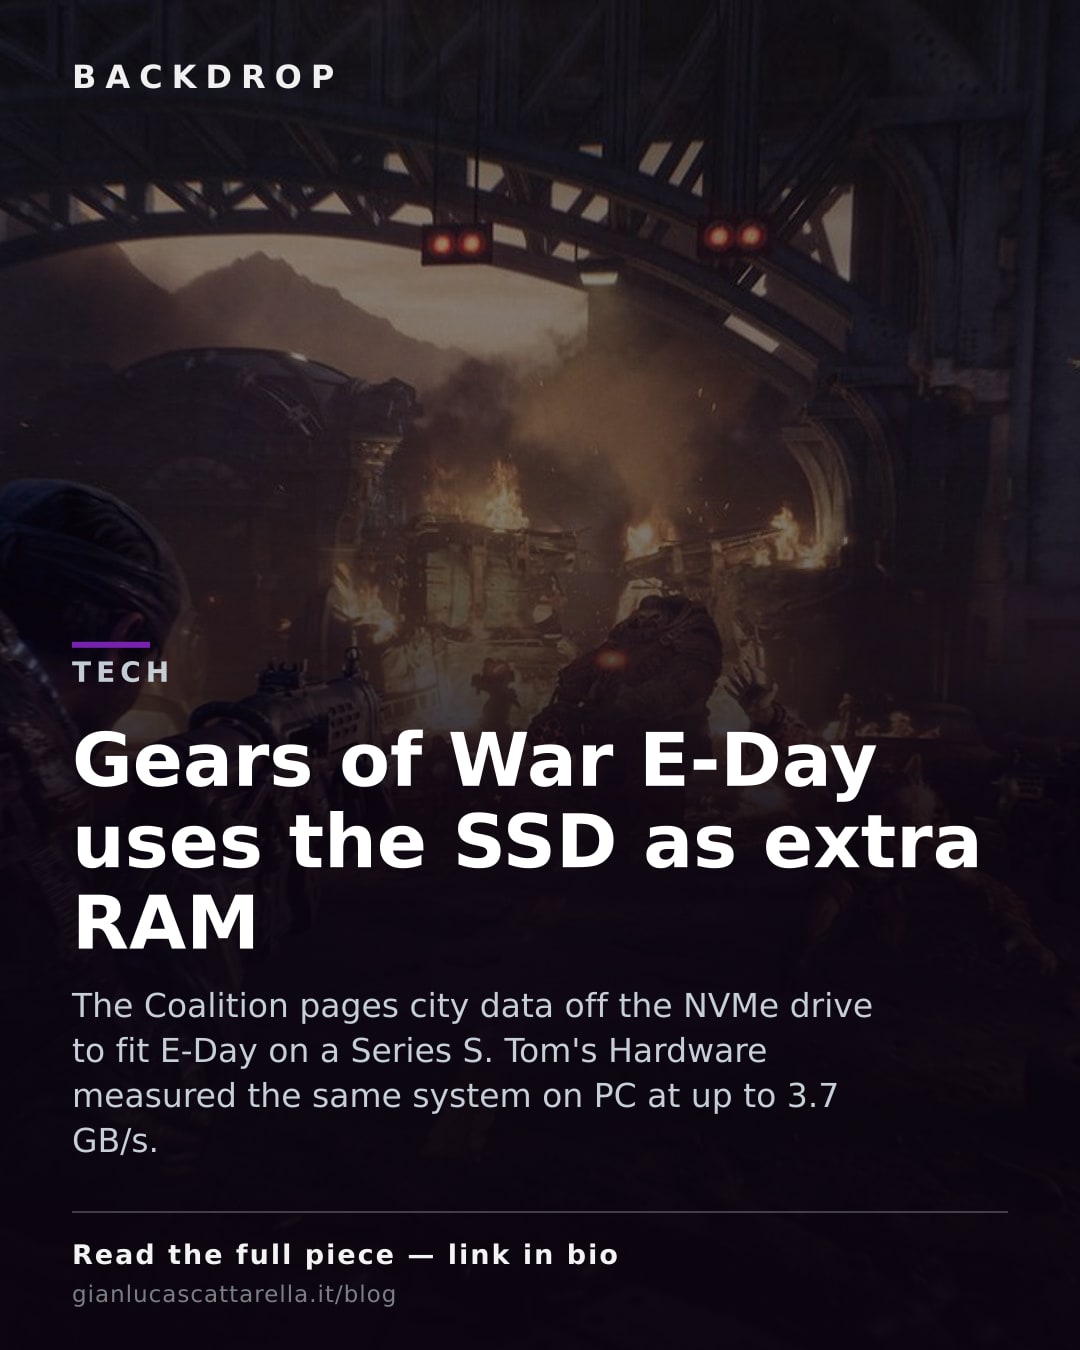 BACKDROP
TECH
Gears of War E-Day
uses the SSD as extra
RAM
The Coalition pages city data off the NVMe drive
to fit E-Day on a Series S. Tom's Hardware
measured the same system on PC at up to 3.7
GB/s.
Read the full piece — link in bio
gianlucascattarella.it/blog